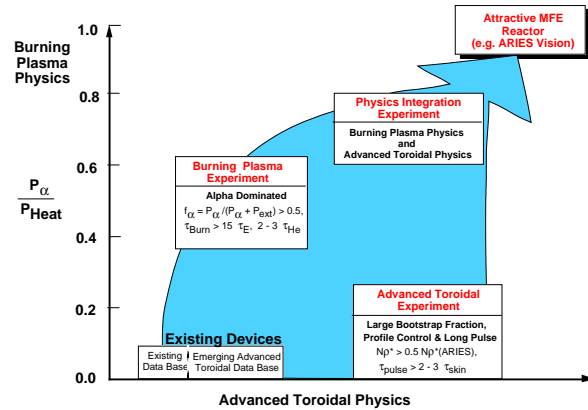 Attractive MFE
Reactor
(e.g. ARIES Vision)
Burning
Plasma
Physics
1.0
0.8
Physics Integration
Experiment
Burning Plasma Physics
and
Advanced Toroidal Physics
0.6
Burning Plasma
Experiment
Alpha Dominated
fα = Pα /(Pα + Pext) > 0.5,
τBurn > 15 τE, 2 - 3 τHe
Pα
PHeat
0.4
0.2
Advanced Toroidal
Experiment
Large Bootstrap Fraction,
Profile Control & Long Pulse
Nρ* > 0.5 Nρ*(ARIES),
τpulse > 2 - 3 τskin
Existing Devices
Existing
Data Base
Emerging Advanced
Toroidal Data Base
0.0
Advanced Toroidal Physics